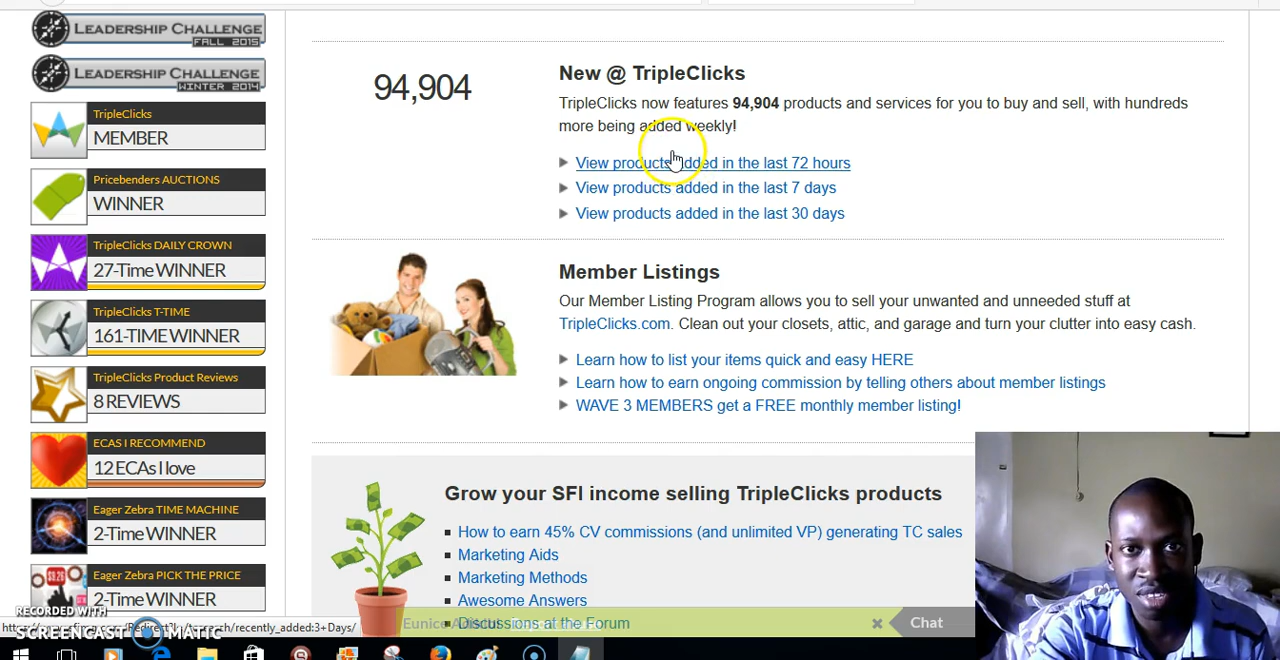 LEADERSHIP CHALLENGE
FALL 2015
LEADERSHIP CHALLENGE
WINTER 2014
TripleClicks
MEMBER
Pricebenders AUCTIONS
WINNER
TripleClicks DAILY CROWN
27-Time WINNER
TripleClicks T-TIME
161-TIME WINNER
TripleClicks Product Reviews
8 REVIEWS
ECAS I RECOMMEND
12 ECAs I love
Eager Zebra TIME MACHINE
2-Time WINNER
Eager Zebra PICK THE PRICE
2-Time WINNER
94,904
New @ TripleClicks
TripleClicks now features 94,904 products and services for you to buy and sell, with hundreds
more being added weekly!
View products added in the last 72 hours
View products added in the last 7 days
View products added in the last 30 days
Member Listings
Our Member Listing Program allows you to sell your unwanted and unneeded stuff at
TripleClicks.com. Clean out your closets, attic, and garage and turn your clutter into easy cash.
Learn how to list your items quick and easy HERE
Learn how to earn ongoing commission by telling others about member listings
WAVE 3 MEMBERS get a FREE monthly member listing!
Grow your SFI income selling TripleClicks products
How to earn 45% CV commissions (and unlimited VP) generating TC sales
Marketing Aids
Marketing Methods
Awesome Answers
Discussions at the Forum
Eunice
Chat
RECORDED WITH
SCREENCAST MATIC